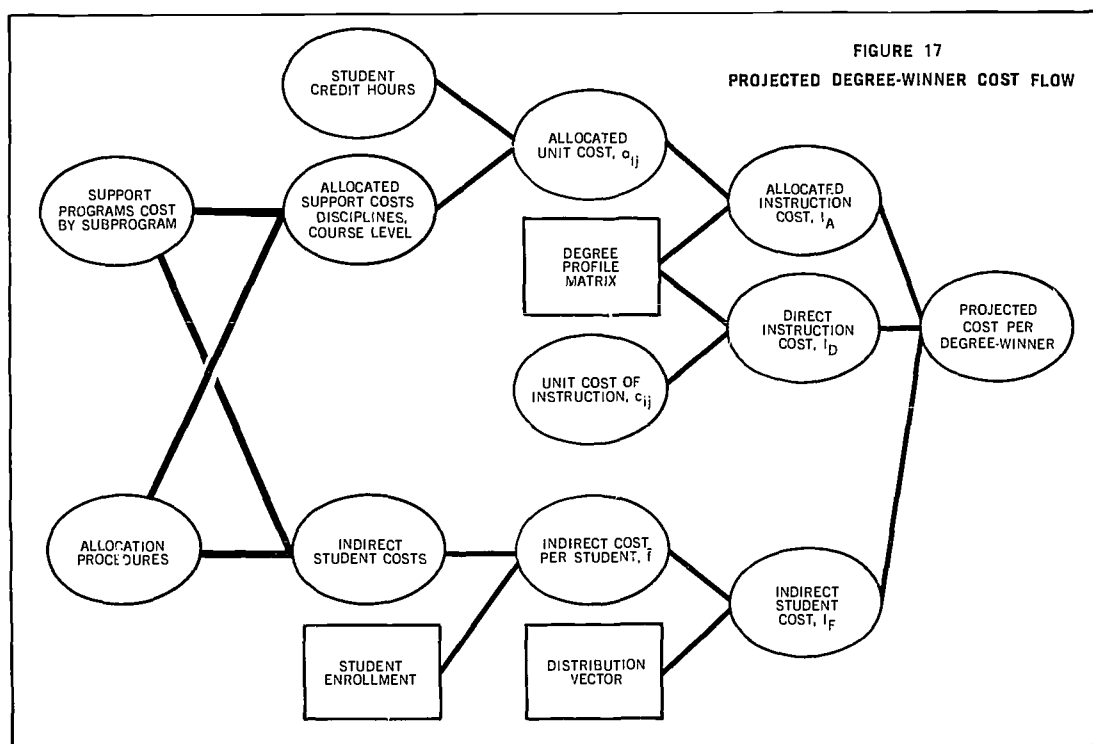 FIGURE 17
PROJECTED DEGREE-WINNER COST FLOW
STUDENT
CREDIT HOURS
ALLOCATED
UNIT COST, aij
SUPPORT
PROGRAMS COST
BY SUBPROGRAM
ALLOCATED
SUPPORT COSTS
DISCIPLINES,
COURSE LEVEL
ALLOCATED
INSTRUCTION
COST, IA
DEGREE
PROFILE
MATRIX
DIRECT
INSTRUCTION
COST, ID
PROJECTED
COST PER
DEGREE-WINNER
UNIT COST OF
INSTRUCTION, cij
ALLOCATION
PROCEDURES
INDIRECT
STUDENT COSTS
INDIRECT COST
PER STUDENT, f
INDIRECT
STUDENT
COST, IF
STUDENT
ENROLLMENT
DISTRIBUTION
VECTOR